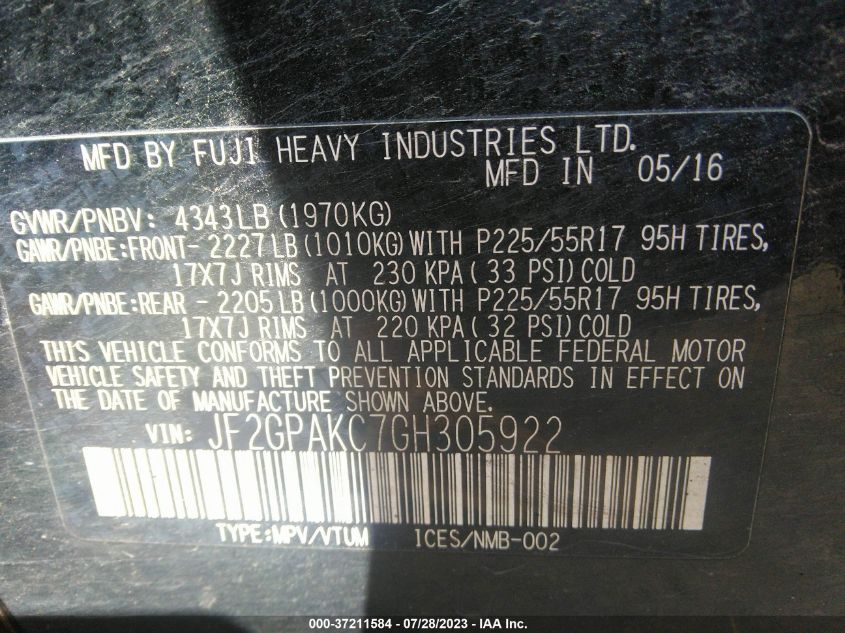 MFD BY FUJI HEAVY INDUSTRIES LTD.
MFD IN 05/16
GVWR/PNBV: 4343LB(1970KG)
GAWR/PNBE:FRONT-2227LB(1010KG)WITH P225/55R17 95H TIRES,
17X7J RIMS AT 230 KPA(33 PSI)COLD
GAWR/PNBE:REAR -2205LB(1000KG)WITH P225/55R17 95H TIRES,
17X7J RIMS AT 220 KPA(32 PSI)COLD
THIS VEHICLE CONFORMS TO ALL APPLICABLE FEDERAL MOTOR
VEHICLE SAFETY AND THEFT PREVENTION STANDARDS IN EFFECT ON
THE DATE OF MANUFACTURE SHOWN ABOVE.
VIN: JF2GPAKC7GH305922
TYPE:MPV/VTUM ICES/NMB-002
000-37211584 - 07/28/2023 - IAA Inc.